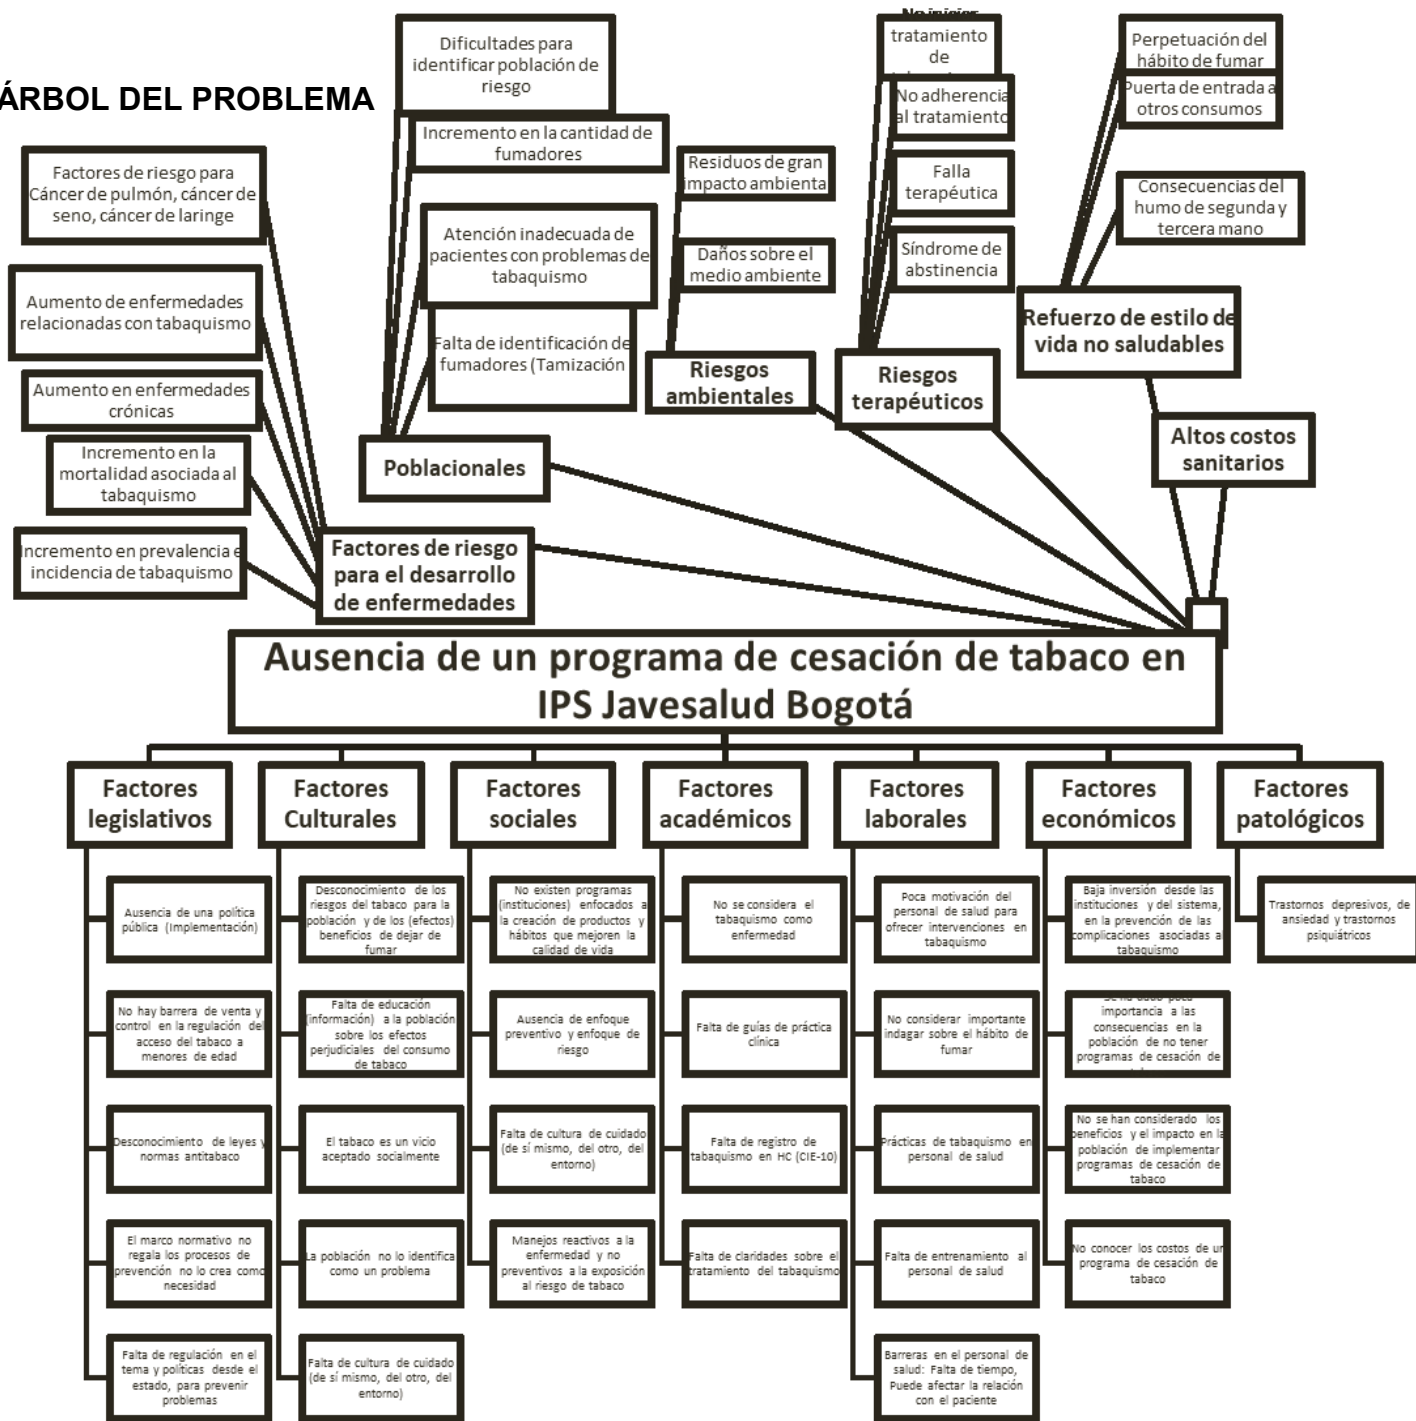 ÁRBOL DEL PROBLEMA
Dificultades para
identificar población de
riesgo
Incremento en la cantidad de
fumadores
Atención inadecuada de
pacientes con problemas de
tabaquismo
Falta de identificación de
fumadores (Tamización
Poblacionales
Factores de riesgo para
Cáncer de pulmón, cáncer de
seno, cáncer de laringe
Aumento de enfermedades
relacionadas con tabaquismo
Aumento en enfermedades
crónicas
Incremento en la
mortalidad asociada al
tabaquismo
Incremento en prevalencia e
incidencia de tabaquismo
Factores de riesgo
para el desarrollo
de enfermedades
Residuos de gran
impacto ambienta
Daños sobre el
medio ambiente
Riesgos
ambientales
tratamiento
de
No adherencia
al tratamiento
Falla
terapéutica
Síndrome de
abstinencia
Riesgos
terapéuticos
Perpetuación del
hábito de fumar
Puerta de entrada a
otros consumos
Consecuencias del
humo de segunda y
tercera mano
Refuerzo de estilo de
vida no saludables
Altos costos
sanitarios
Ausencia de un programa de cesación de tabaco en
IPS Javesalud Bogotá
Factores
legislativos
Ausencia de una política
pública (Implementación)
No hay barrera de venta y
control en la regulación del
acceso del tabaco a
menores de edad
Desconocimiento de leyes y
normas antitabaco
El marco normativo no
regala los procesos de
prevención no lo crea como
necesidad
Falta de regulación en el
tema y políticas desde el
estado, para prevenir
problemas
Factores
Culturales
Desconocimiento de los
riesgos del tabaco para la
población y de los (efectos)
beneficios de dejar de
fumar
Falta de educación
(información) a la población
sobre los efectos
perjudiciales del consumo
de tabaco
El tabaco es un vicio
aceptado socialmente
La población no lo identifica
como un problema
Falta de cultura de cuidado
(de sí mismo, del otro, del
entorno)
Factores
sociales
No existen programas
(instituciones) enfocados a
la creación de productos y
hábitos que mejoren la
calidad de vida
Ausencia de enfoque
preventivo y enfoque de
riesgo
Falta de cultura de cuidado
(de sí mismo, del otro, del
entorno)
Manejos reactivos a la
enfermedad y no
preventivos a la exposición
al riesgo de tabaco
Factores
académicos
No se considera el
tabaquismo como
enfermedad
Falta de guías de práctica
clínica
Falta de registro de
tabaquismo en HC (CIE-10)
Falta de claridades sobre el
tratamiento del tabaquismo
Factores
laborales
Poca motivación del
personal de salud para
ofrecer intervenciones en
tabaquismo
No considerar importante
indagar sobre el hábito de
fumar
Prácticas de tabaquismo en
personal de salud
Falta de entrenamiento al
personal de salud
Barreras en el personal de
salud: Falta de tiempo,
Puede afectar la relación
con el paciente
Factores
económicos
Baja inversión desde las
instituciones y del sistema,
en la prevención de las
complicaciones asociadas al
tabaquismo
Se ha dado poca
importancia a las
consecuencias en la
población de no tener
programas de cesación de
No se han considerado los
beneficios y el impacto en la
población de implementar
programas de cesación de
tabaco
No conocer los costos de un
programa de cesación de
tabaco
Factores
patológicos
Trastornos depresivos, de
ansiedad y trastornos
psiquiátricos